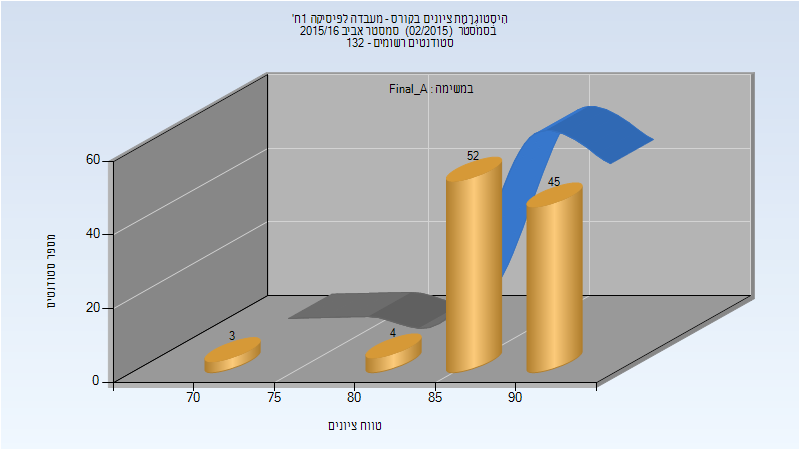 היסטוגרמת ציונים בקורס - מעבדה לפיסיקה 1ח'
בסמסטר (02/2015) סמסטר אביב 2015/16
סטודנטים רשומים - 132
במשימה : Final_A
52
45
60
40
20
0
3
4
70
75
80
85
90
מספר סטודנטים
טווח ציונים